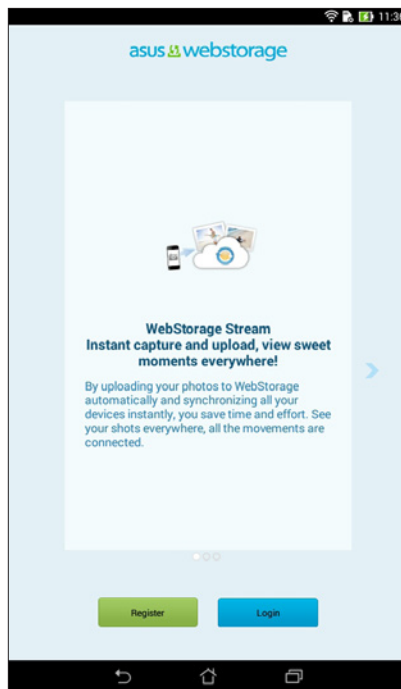 11:30
asus webstorage
WebStorage Stream
Instant capture and upload, view sweet
moments everywhere!
By uploading your photos to WebStorage
automatically and synchronizing all your
devices instantly, you save time and effort. See
your shots everywhere, all the movements are
connected.
Register
Login